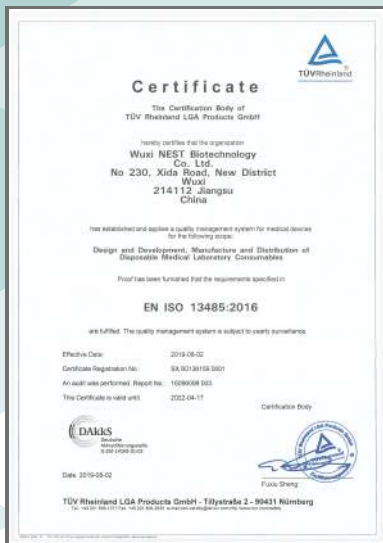 TÜVRheinland
Certificate
The Certification Body of
TÜV Rheinland LGA Products GmbH
hereby certifies that the organization
Wuxi NEST Biotechnology
Co. Ltd.
No 230, Xida Road, New District
Wuxi
214112 Jiangsu
China
has established and applies a quality management system for medical devices
for the following scope:
Design and Development, Manufacture and Distribution of
Disposable Medical Laboratory Consumables
Proof has been furnished that the requirements specified in
EN ISO 13485:2016
are fulfilled. The quality management system is subject to yearly surveillance.
Effective Date: 2019-08-02
Certificate Registration No.:
An audit was performed. Report No.:
This Certificate is valid until: 2022-04-17
Certification Body
DAkkS
Deutsche
Akkreditierungsstelle
Date 2019-08-02
Fuxiu Sheng
TÜV Rheinland LGA Products GmbH - Tillystraße 2 - 90431 Nürnberg